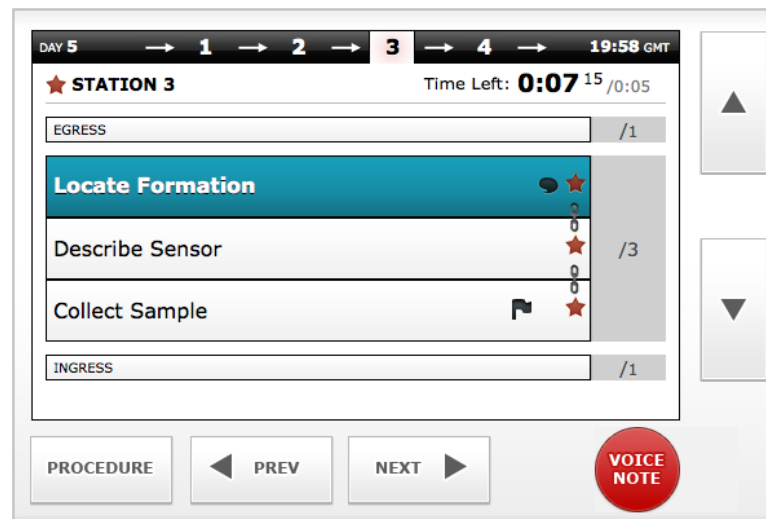 DAY 5 → 1 → 2 → 3 → 4 → 19:58 GMT
STATION 3 Time Left: 0:07 15 /0:05
EGRESS /1
Locate Formation
Describe Sensor /3
Collect Sample
INGRESS /1
PROCEDURE PREV NEXT VOICE
NOTE